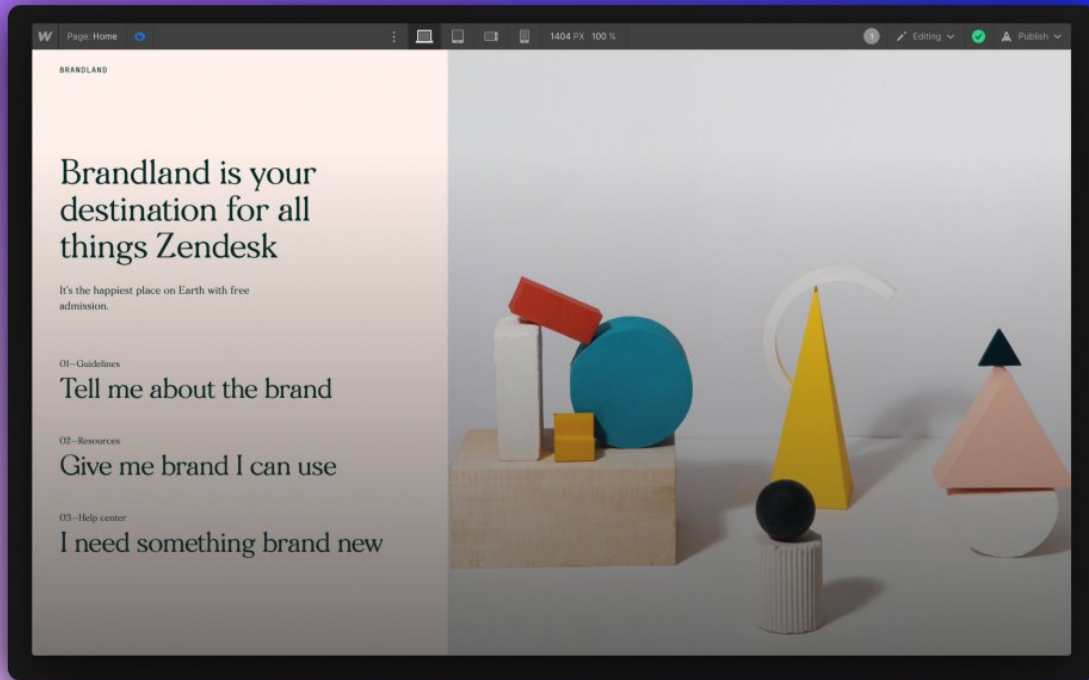 W Page: Home 1404 PX 100 % 1 Editing Publish
BRANDLAND
Brandland is your
destination for all
things Zendesk
It's the happiest place on Earth with free
admission.
01—Guidelines
Tell me about the brand
02—Resources
Give me brand I can use
03—Help center
I need something brand new